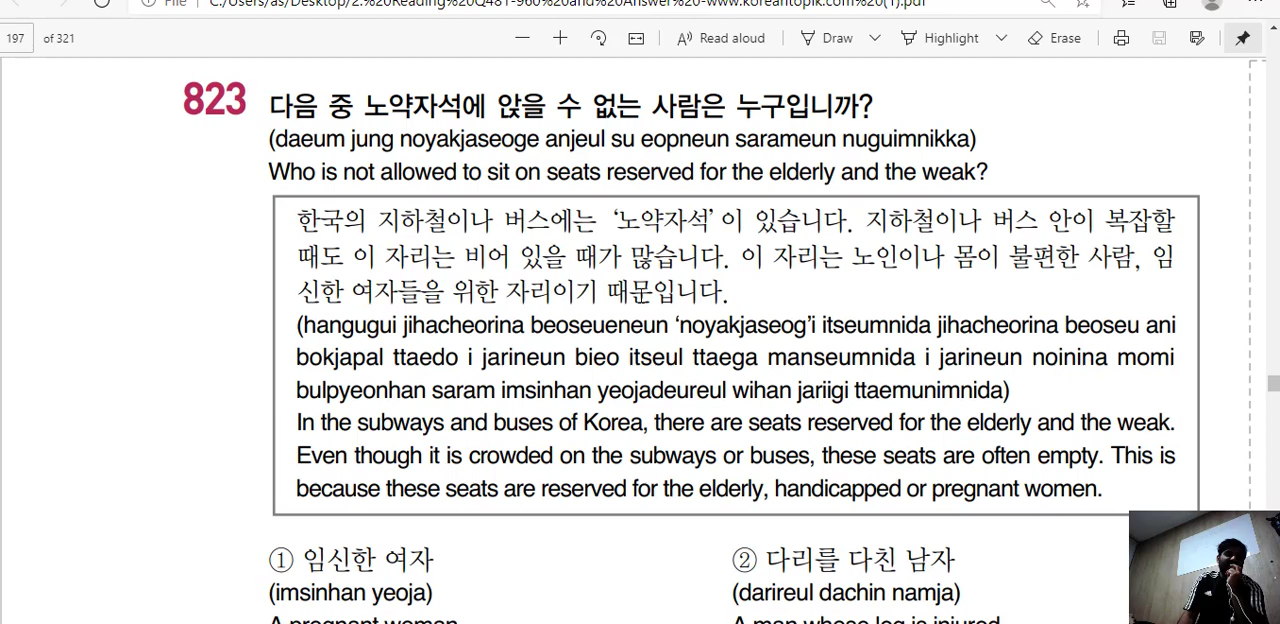 File | C:/Users/as/Desktop/2.%20Reading%20Q481-960%20and%20Answer%20-www.koreantopik.com%20(1).pdf
197 of 321 Read aloud Draw Highlight Erase
823 다음 중 노약자석에 앉을 수 없는 사람은 누구입니까?
(daeum jung noyakjaseoge anjeul su eopneun sarameun nuguimnikka)
Who is not allowed to sit on seats reserved for the elderly and the weak?
한국의 지하철이나 버스에는 ‘노약자석’이 있습니다. 지하철이나 버스 안이 복잡할
때도 이 자리는 비어 있을 때가 많습니다. 이 자리는 노인이나 몸이 불편한 사람, 임
신한 여자들을 위한 자리이기 때문입니다.
(hangugui jihacheorina beoseueneun ‘noyakjaseog’i itseumnida jihacheorina beoseu ani
bokjapal ttaedo i jarineun bieo itseul ttaega manseumnida i jarineun noinina momi
bulpyeonhan saram imsinhan yeojadeureul wihan jariigi ttaemunimnida)
In the subways and buses of Korea, there are seats reserved for the elderly and the weak.
Even though it is crowded on the subways or buses, these seats are often empty. This is
because these seats are reserved for the elderly, handicapped or pregnant women.
① 임신한 여자 ② 다리를 다친 남자
(imsinhan yeoja) (darireul dachin namja)
A pregnant woman A man whose leg is injured